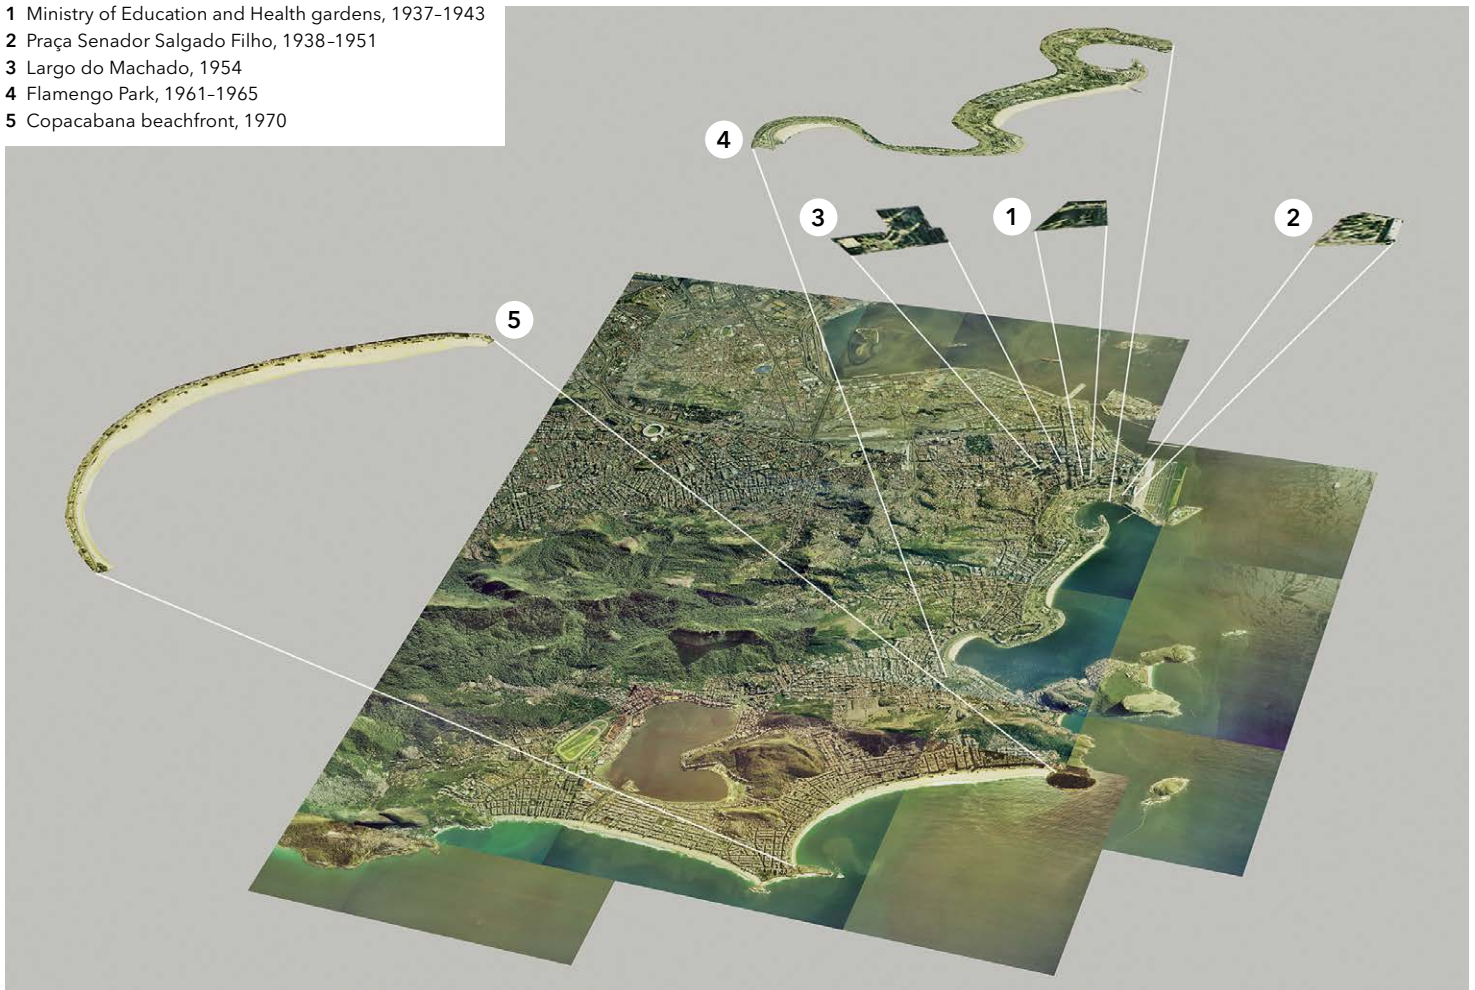 1 Ministry of Education and Health gardens, 1937–1943
2 Praça Senador Salgado Filho, 1938–1951
3 Largo do Machado, 1954
4 Flamengo Park, 1961–1965
5 Copacabana beachfront, 1970
4
3
1
2
5